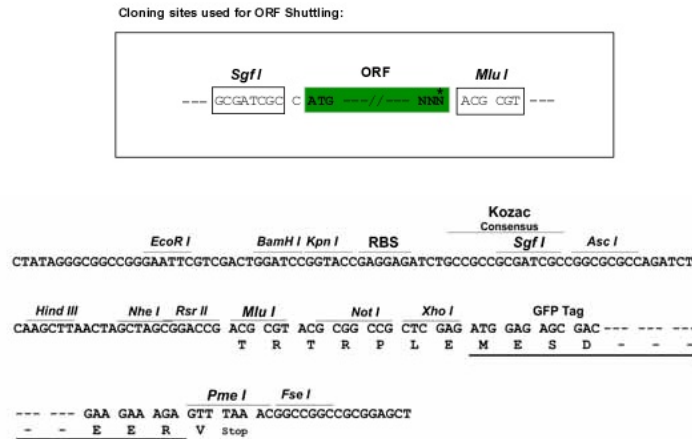 Cloning sites used for ORF Shuttling:
Sgf I ORF Mlu I
--- GCGATCGC C ATG ---//--- NNN* ACG CGT ---
Kozac
Consensus
EcoR I BamH I Kpn I RBS Sgf I Asc I
CTATAGGGCGGCCGGGAATTCGTCGACTGGATCCGGTACCGAGGAGATCTGCCGCCGCGATCGCCGGCGCGCCAGATCT
Hind III Nhe I Rsr II Mlu I Not I Xho I GFP Tag
CAAGCTTAACTAGCTAGCGGACCG ACG CGT ACG CGG CCG CTC GAG ATG GAG AGC GAC --- --- ---
T R T R P L E M E S D - - -
Pme I Fse I
--- --- GAA GAA AGA GTT TAA ACGGCCGGCCGCGGAGCT
- - E E R V Stop